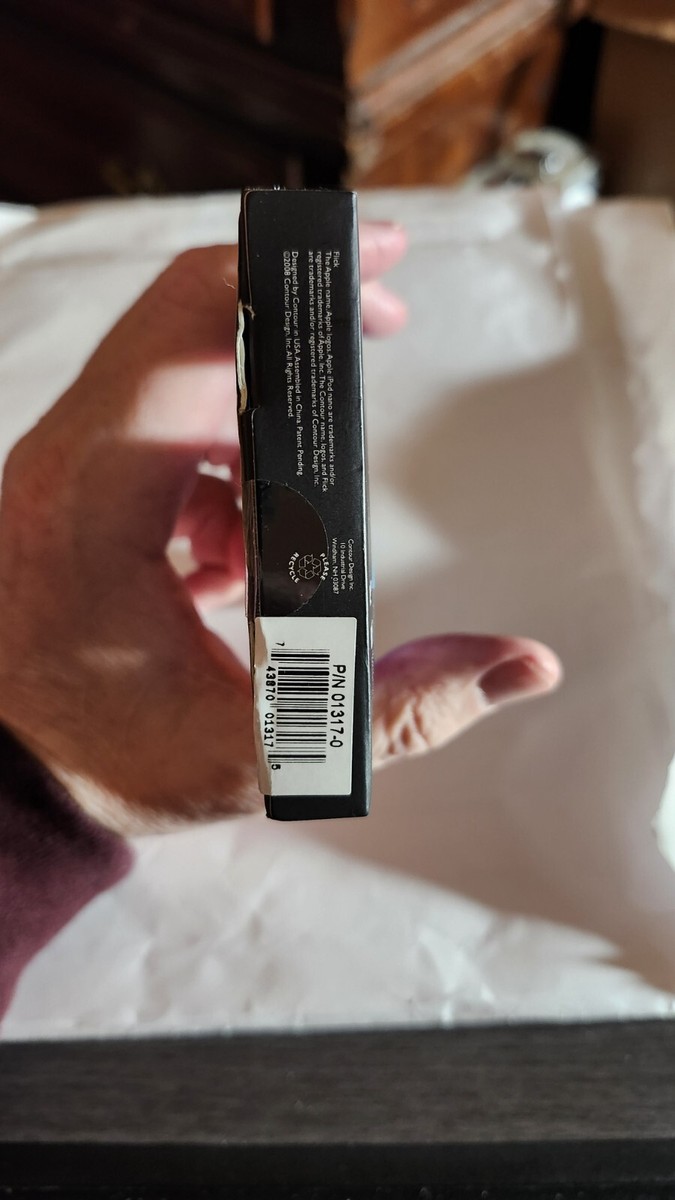 Flick
The Apple name, Apple logos, Apple iPod nano are trademarks and/or
registered trademarks of Apple, Inc. The Contour name, logos, and Flick
are trademarks and/or registered trademarks of Contour Design, Inc.
Designed by Contour in USA. Assembled in China. Patent Pending.
©2008 Contour Design, Inc. All Rights Reserved.
Contour Design Inc.
10 Industrial Drive
Windham, NH 03087
PLEASE
RECYCLE
P/N 01317-0
7 43870 01317 5